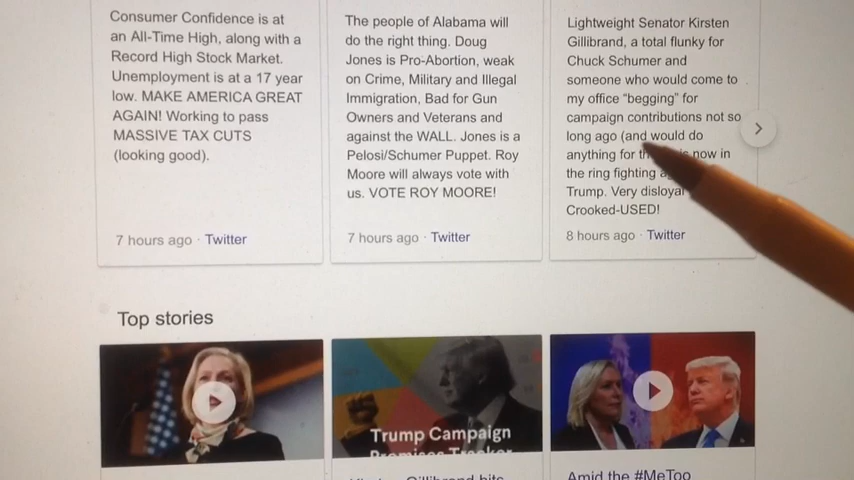 Consumer Confidence is at
an All-Time High, along with a
Record High Stock Market.
Unemployment is at a 17 year
low. MAKE AMERICA GREAT
AGAIN! Working to pass
MASSIVE TAX CUTS
(looking good).
7 hours ago · Twitter
The people of Alabama will
do the right thing. Doug
Jones is Pro-Abortion, weak
on Crime, Military and Illegal
Immigration, Bad for Gun
Owners and Veterans and
against the WALL. Jones is a
Pelosi/Schumer Puppet. Roy
Moore will always vote with
us. VOTE ROY MOORE!
7 hours ago · Twitter
Lightweight Senator Kirsten
Gillibrand, a total flunky for
Chuck Schumer and
someone who would come to
my office "begging" for
campaign contributions not so
long ago (and would do
anything for now in
the ring fighting
Trump. Very disloyal
Crooked-USED!
8 hours ago · Twitter
Top stories
Trump Campaign
Promises Tracker
Gillibrand hits
Amid the #MeToo